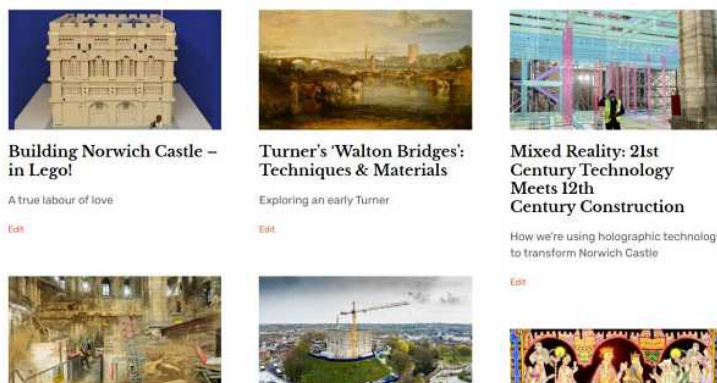 Building Norwich Castle –
in Lego!
A true labour of love
Edit
Turner's ‘Walton Bridges’:
Techniques & Materials
Exploring an early Turner
Edit
Mixed Reality: 21st
Century Technology
Meets 12th
Century Construction
How we're using holographic technolog
to transform Norwich Castle
Edit